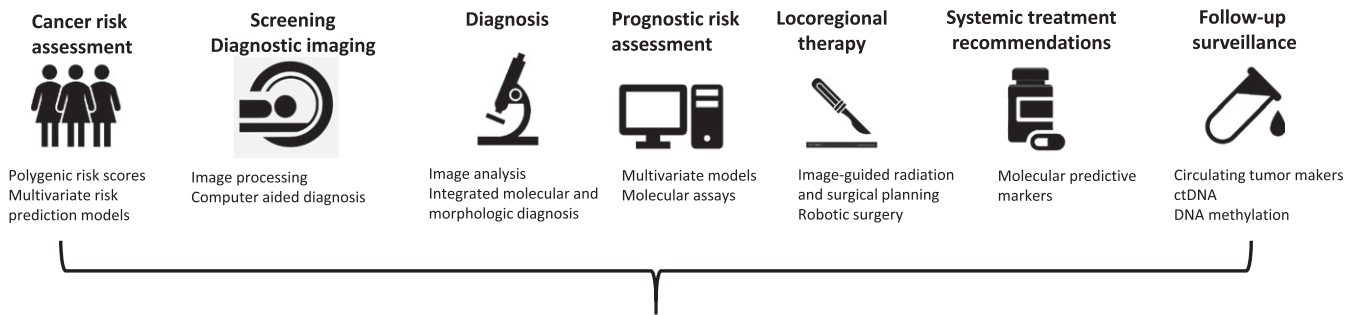 Cancer risk
assessment
Polygenic risk scores
Multivariate risk
prediction models
Screening
Diagnostic imaging
Image processing
Computer aided diagnosis
Diagnosis
Image analysis
Integrated molecular and
morphologic diagnosis
Prognostic risk
assessment
Multivariate models
Molecular assays
Locoregional
therapy
Image-guided radiation
and surgical planning
Robotic surgery
Systemic treatment
recommendations
Molecular predictive
markers
Follow-up
surveillance
Circulating tumor makers
ctDNA
DNA methylation